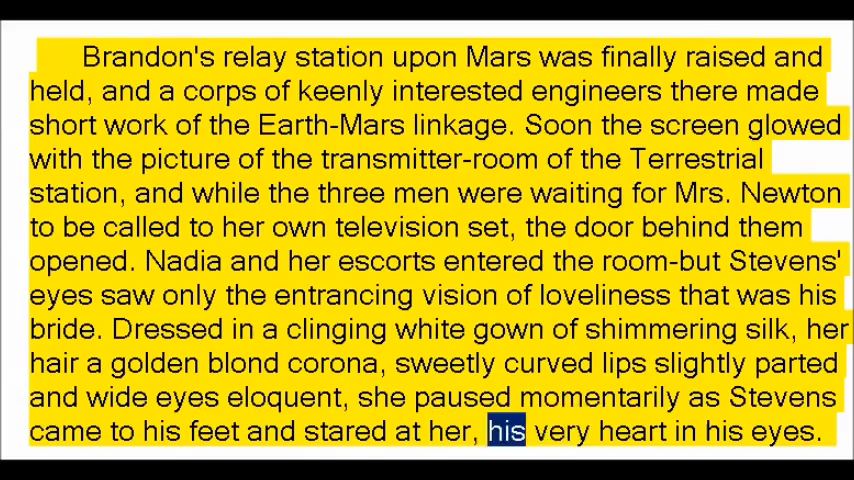 Brandon's relay station upon Mars was finally raised and
held, and a corps of keenly interested engineers there made
short work of the Earth-Mars linkage. Soon the screen glowed
with the picture of the transmitter-room of the Terrestrial
station, and while the three men were waiting for Mrs. Newton
to be called to her own television set, the door behind them
opened. Nadia and her escorts entered the room-but Stevens'
eyes saw only the entrancing vision of loveliness that was his
bride. Dressed in a clinging white gown of shimmering silk, her
hair a golden blond corona, sweetly curved lips slightly parted
and wide eyes eloquent, she paused momentarily as Stevens
came to his feet and stared at her, his very heart in his eyes.